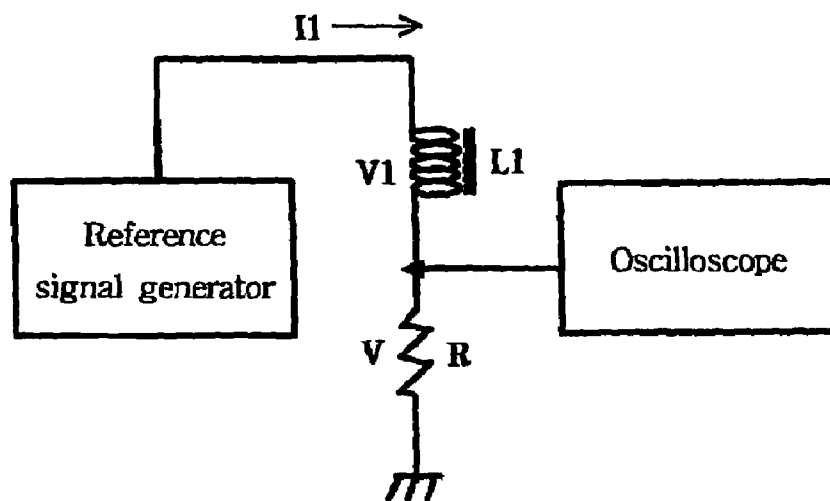 I1
V1
L1
Reference
signal generator
Oscilloscope
V
R